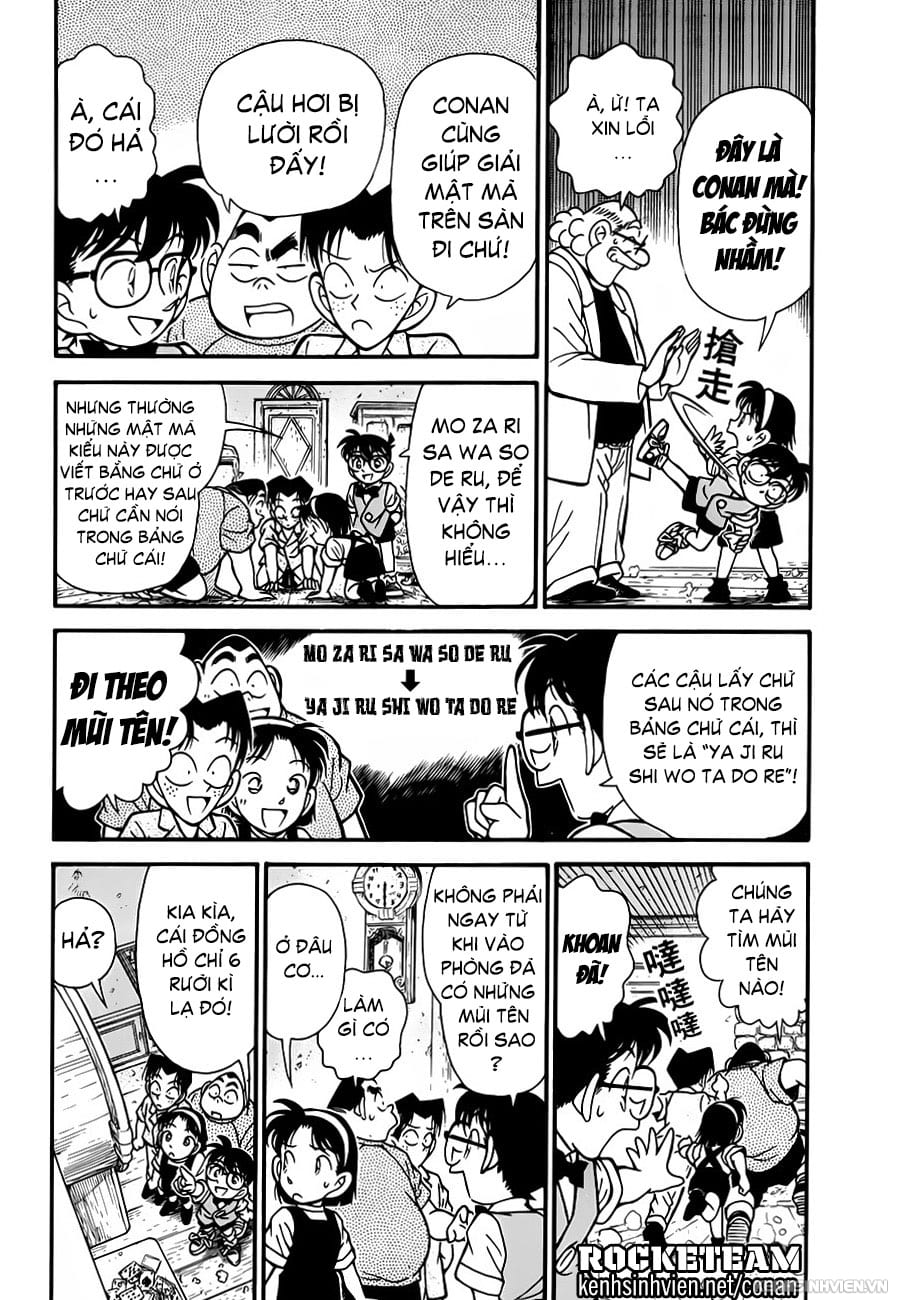 ĐÂY LÀ
CONAN MÀ!
BÁC ĐỪNG
NHẦM!
À, Ừ! TA
XIN LỖI
...
搶走
CONAN
CŨNG
GIÚP GIẢI
MẬT MÃ
TRÊN SÀN
ĐI CHỨ!
CẬU HƠI BỊ
LƯỜI RỒI
ĐẤY!
À, CÁI
ĐÓ HẢ
...
MO ZA RI
SA WA SO
DE RU, ĐỂ
VẬY THÌ
KHÔNG
HIỂU...
NHƯNG THƯỜNG
NHỮNG MẬT MÃ
KIỂU NÀY ĐƯỢC
VIẾT BẰNG CHỮ Ở
TRƯỚC HAY SAU
CHỮ CẦN NÓI
TRONG BẢNG
CHỮ CÁI!
CÁC CẬU LẤY CHỮ
SAU NÓ TRONG
BẢNG CHỮ CÁI, THÌ
SẼ LÀ “YA JI RU
SHI WO TA DO RE”!
MO ZA RI SA WA SO DE RU
YA JI RU SHI WO TA DO RE
ĐI THEO
MŨI TÊN!
CHÚNG
TA HÃY
TÌM MŨI
TÊN
NÀO!
噠噠噠
KHOAN
ĐÃ!
KHÔNG PHẢI
NGAY TỪ
KHI VÀO
PHÒNG ĐÃ
CÓ NHỮNG
MŨI TÊN
RỒI SAO
?
LÀM
GÌ CÓ
...
Ở ĐÂU
CƠ...
KIA KÌA,
CÁI ĐỒNG
HỒ CHỈ 6
RƯỠI KÌ
LẠ ĐÓ!
HẢ?
ROCKETEAM
kenhsinhvien.net/conan